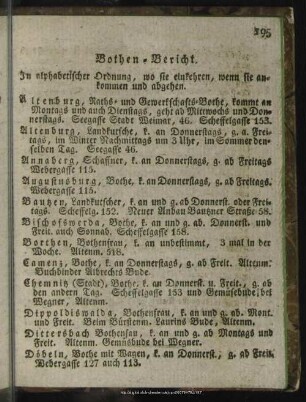 195
Bothen-Bericht.
In alphabetischer Ordnung, wo sie einkehren, wenn sie an-
kommen und abgehen.
Altenburg, Raths- und Gewerkschafts-Bothe, kommt an
Montags und auch Dienstags, geht ab Mittwochs und Don-
nerstags. Seegasse Stadt Weimar, 46. Scheffelgasse 153.
Altenburg, Landkutsche, k. an Donnerstags, g. a. Frei-
tags, im Winter Nachmittags um 3 Uhr, im Sommer den-
selben Tag. Seegasse 46.
Annaberg, Schaffner, k. an Donnerstags, g. ab Freitags
Webergasse 115.
Augustusburg, Bothe, k. an Donnerstags, g. ab Freitags.
Webergasse 115.
Bautzen, Landkutscher, k. an und g. ab Donnerst. oder Frei-
tags. Scheffelg. 152. Neuer Anbau Bautzner Straße 58.
Bischofswerda, Bothe, k. an und g. ab. Donnerst. und
Freit. auch Sonnab. Scheffelgasse 158.
Boethen, Bothenfrau, k. an unbestimmt, 3 mal in der
Woche. Altenm. 518.
Camenz, Bothe, k. an Donnerstags, g. ab Freit. Altenm.
Buchbinder Albrechts Bude.
Chemnitz (Stadt), Bothe, k. an Donnerst. u. Freit., g. ab
den andern Tag. Scheffelgasse 153 und Gemüsebude, bei
Wegner, Altenm.
Dippoldiswalda, Bothenfrau, k. an und g. ab. Mont.
und Freit. Beim Bürstenm. Laurins Bude, Altenm.
Dittersbach Bothenfrau, k. an und g. ab Montags und
Freit. Altenm. Gemüsbude bei Wegner.
Döbeln, Bothe mit Wagen, k. an Donnerst., g. ab Freit.
Webergasse 127 auch 113.